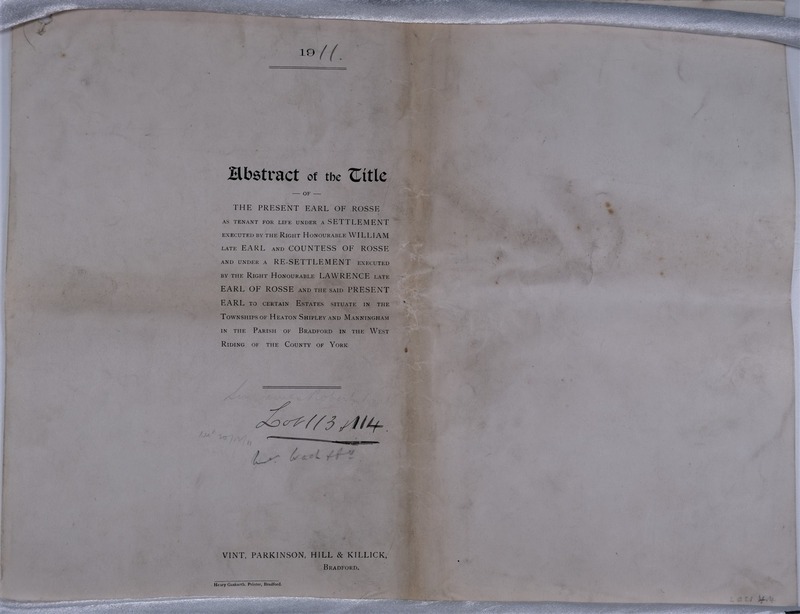 1911.
Abstract of the Title
— OF —
THE PRESENT EARL OF ROSSE
AS TENANT FOR LIFE UNDER A SETTLEMENT
EXECUTED BY THE RIGHT HONOURABLE WILLIAM
LATE EARL AND COUNTESS OF ROSSE
AND UNDER A RE-SETTLEMENT EXECUTED
BY THE RIGHT HONOURABLE LAWRENCE LATE
EARL OF ROSSE AND THE SAID PRESENT
EARL TO CERTAIN ESTATES SITUATE IN THE
TOWNSHIPS OF HEATON SHIPLEY AND MANNINGHAM
IN THE PARISH OF BRADFORD IN THE WEST
RIDING OF THE COUNTY OF YORK
Lot 113 & 114.
VINT, PARKINSON, HILL & KILLICK,
BRADFORD.
Henry Gaskarth, Printer, Bradford.